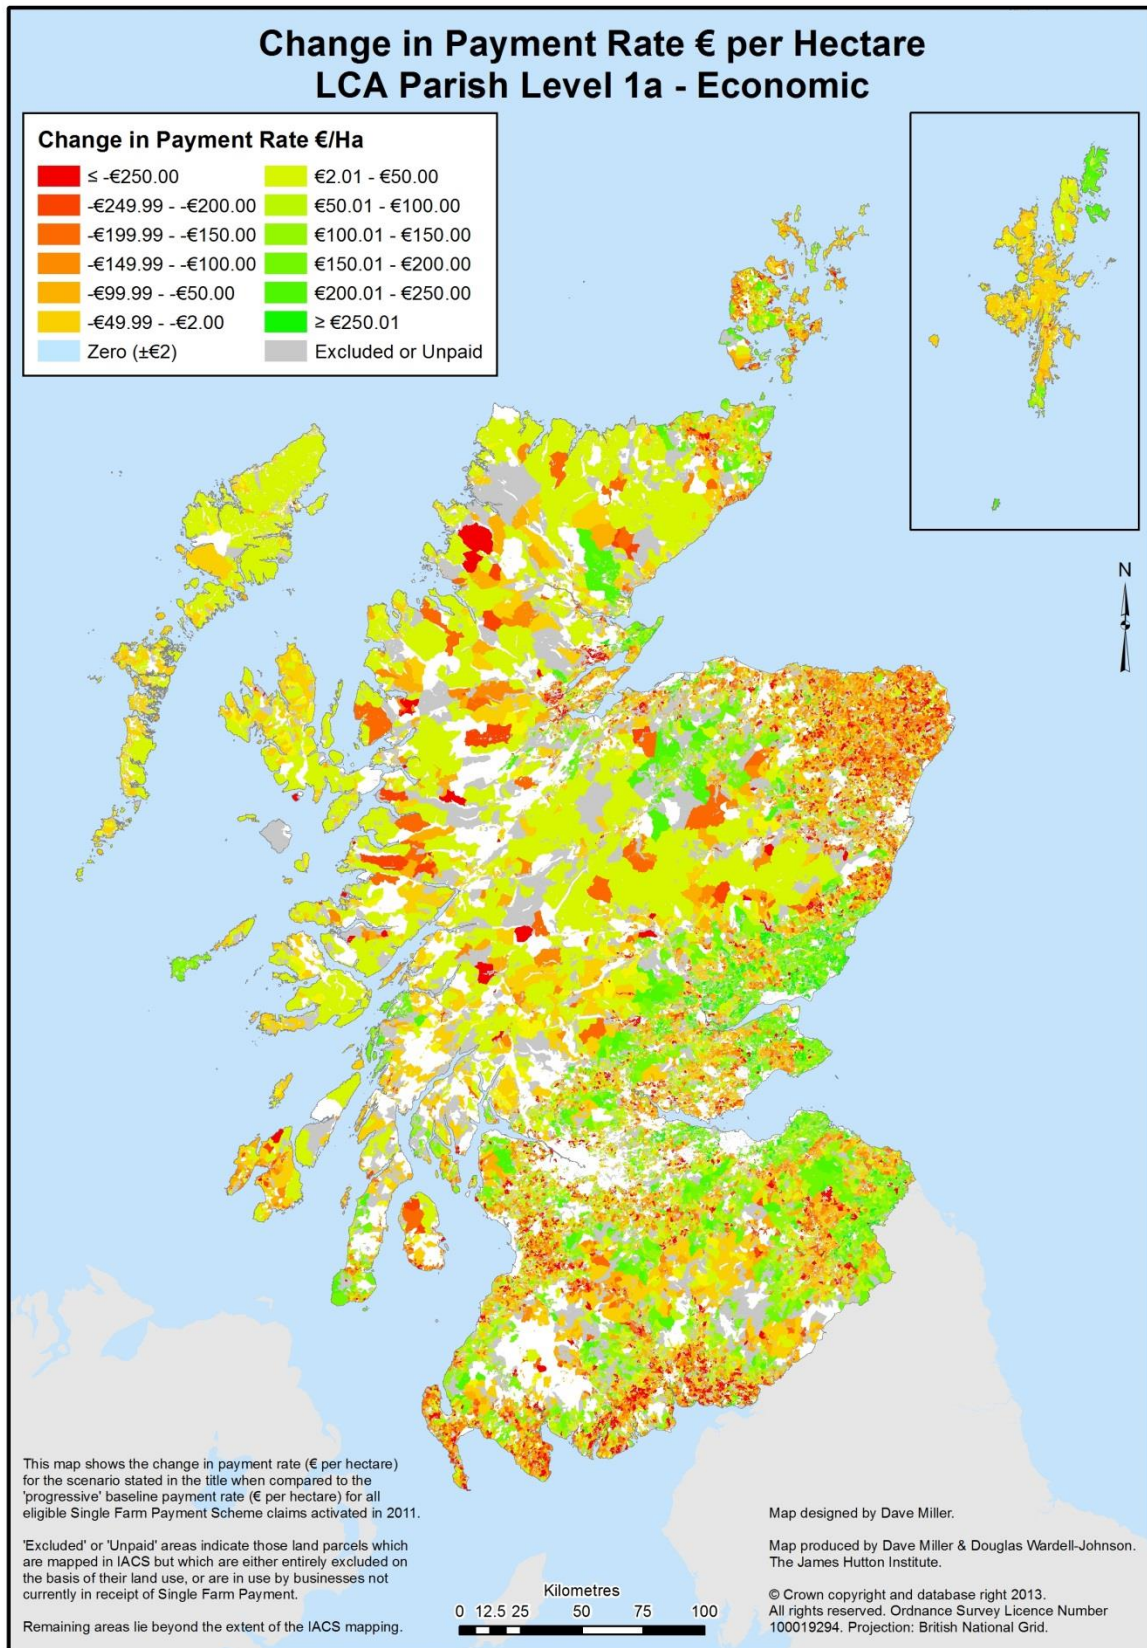 Change in Payment Rate € per Hectare
LCA Parish Level 1a - Economic
Change in Payment Rate €/Ha
≤ -€250.00
-€249.99 - -€200.00
-€199.99 - -€150.00
-€149.99 - -€100.00
-€99.99 - -€50.00
-€49.99 - -€2.00
Zero (±€2)
€2.01 - €50.00
€50.01 - €100.00
€100.01 - €150.00
€150.01 - €200.00
€200.01 - €250.00
≥ €250.01
Excluded or Unpaid
N
This map shows the change in payment rate (€ per hectare)
for the scenario stated in the title when compared to the
'progressive' baseline payment rate (€ per hectare) for all
eligible Single Farm Payment Scheme claims activated in 2011.
'Excluded' or 'Unpaid' areas indicate those land parcels which
are mapped in IACS but which are either entirely excluded on
the basis of their land use, or are in use by businesses not
currently in receipt of Single Farm Payment.
Remaining areas lie beyond the extent of the IACS mapping.
Kilometres
0 12.5 25 50 75 100
Map designed by Dave Miller.
Map produced by Dave Miller & Douglas Wardell-Johnson.
The James Hutton Institute.
© Crown copyright and database right 2013.
All rights reserved. Ordnance Survey Licence Number
100019294. Projection: British National Grid.